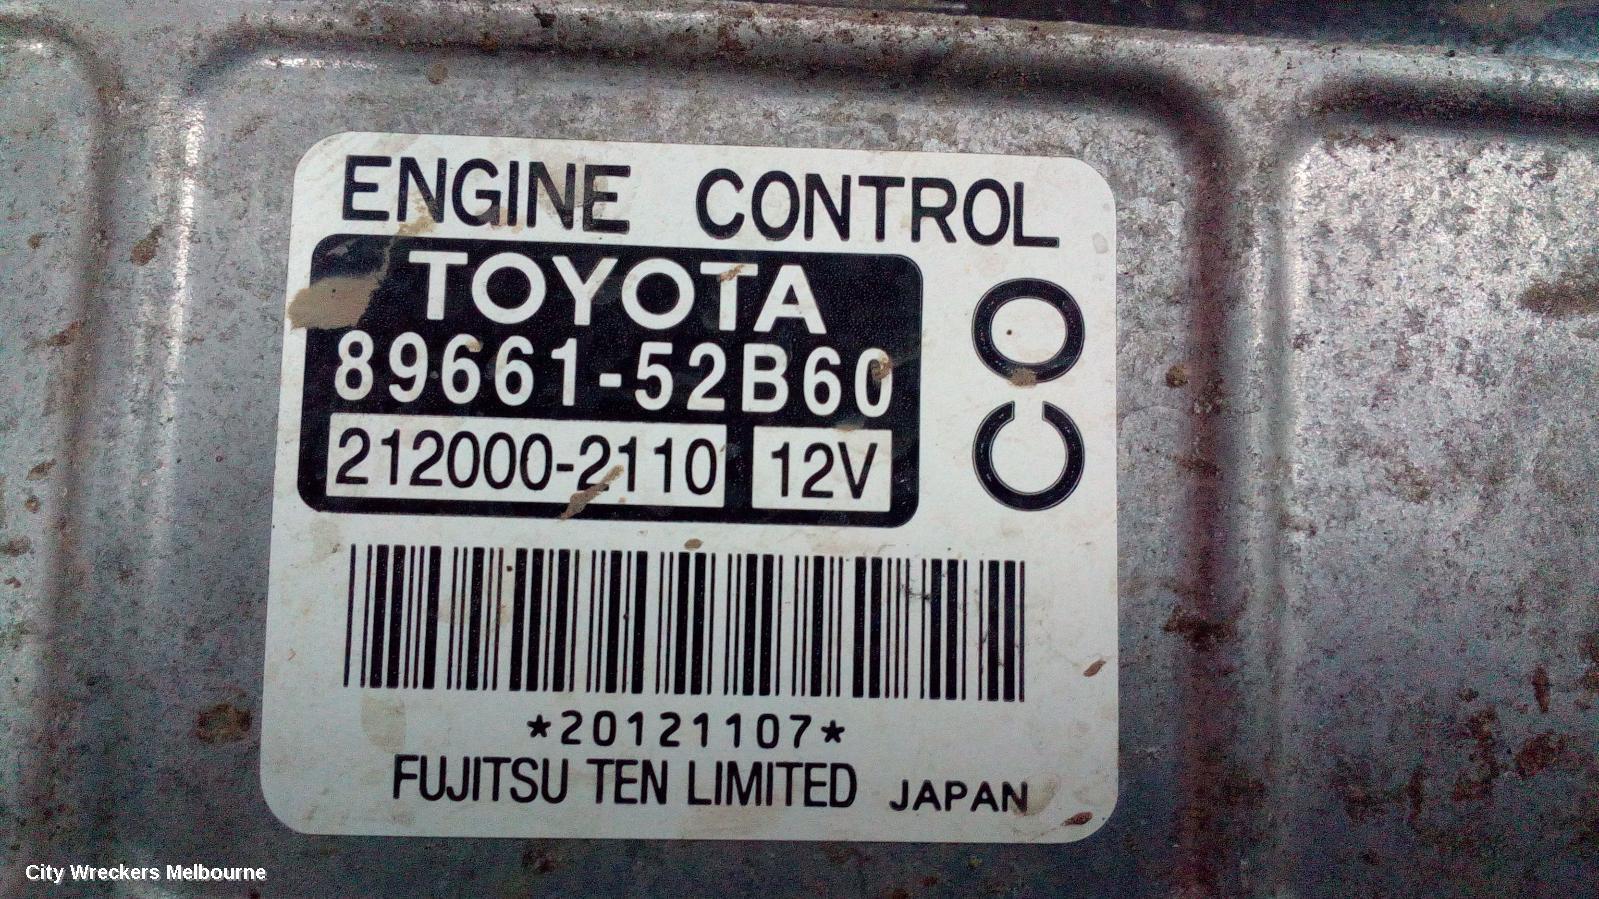 ENGINE CONTROL
TOYOTA
89661-52B60
212000-2110 12V
CO
*20121107*
FUJITSU TEN LIMITED JAPAN
City Wreckers Melbourne